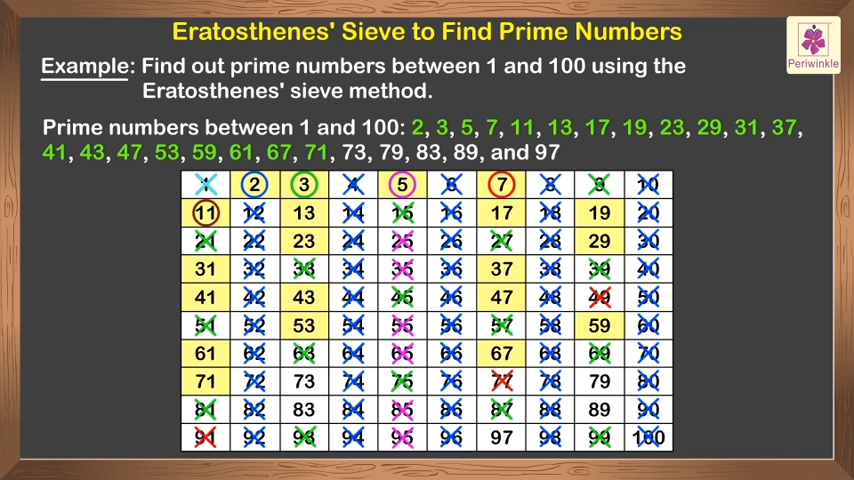 Eratosthenes' Sieve to Find Prime Numbers
Periwinkle
Example: Find out prime numbers between 1 and 100 using the
Eratosthenes' sieve method.
Prime numbers between 1 and 100: 2, 3, 5, 7, 11, 13, 17, 19, 23, 29, 31, 37,
41, 43, 47, 53, 59, 61, 67, 71, 73, 79, 83, 89, and 97
1 2 3 4 5 6 7 8 9 10
11 12 13 14 15 16 17 18 19 20
21 22 23 24 25 26 27 28 29 30
31 32 33 34 35 36 37 38 39 40
41 42 43 44 45 46 47 48 49 50
51 52 53 54 55 56 57 58 59 60
61 62 63 64 65 66 67 68 69 70
71 72 73 74 75 76 77 78 79 80
81 82 83 84 85 86 87 88 89 90
91 92 93 94 95 96 97 98 99 100